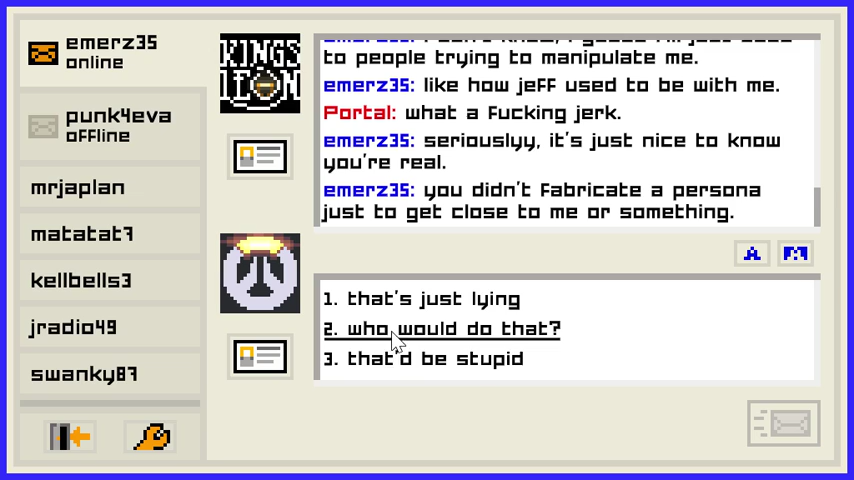 emerz35
online
punk4eva
offline
mrjaplan
matatat7
kellbells3
jradio49
swanky87
KINGS
to people trying to manipulate me.
emerz35: like how jeff used to be with me.
Portal: what a fucking jerk.
emerz35: seriouslyy, it's just nice to know
you're real.
emerz35: you didn't fabricate a persona
just to get close to me or something.
A
1. that's just lying
2. who would do that?
3. that'd be stupid